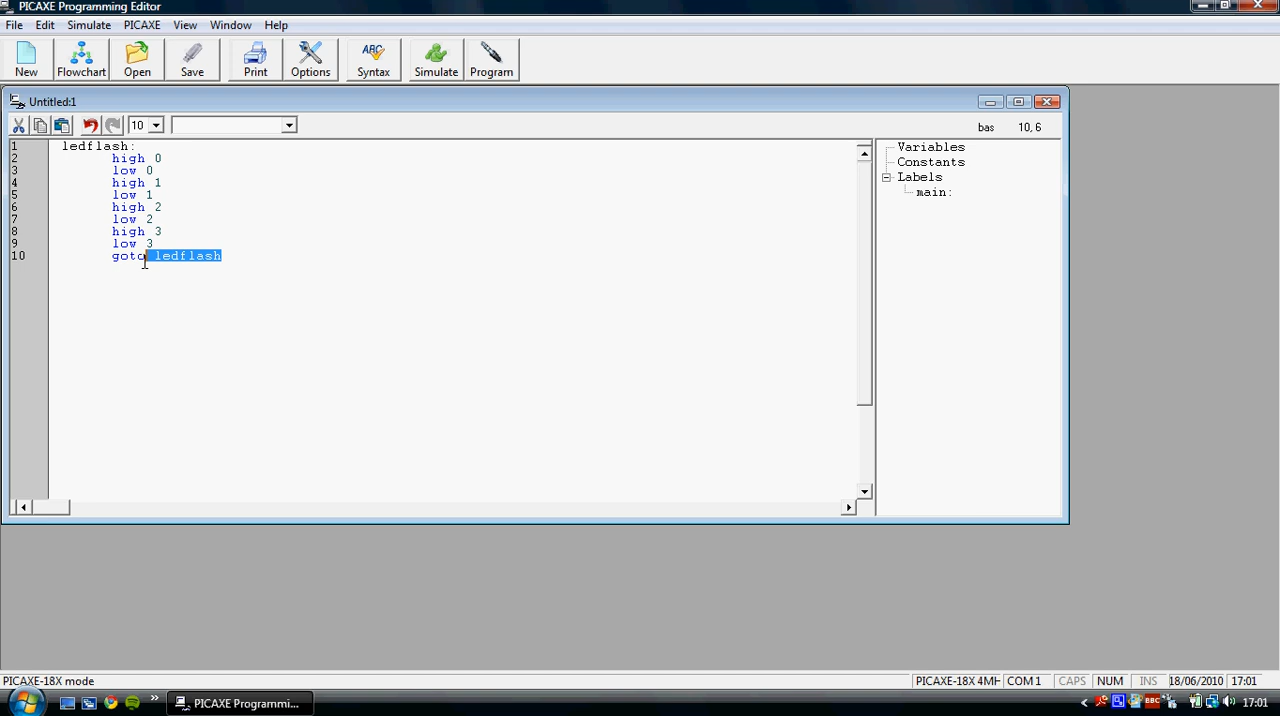 PICAXE Programming Editor
File Edit Simulate PICAXE View Window Help
New Flowchart Open Save Print Options ABC Syntax Simulate Program
Untitled:1
10 bas 10, 6
1 ledflash:
2 high 0
3 low 0
4 high 1
5 low 1
6 high 2
7 low 2
8 high 3
9 low 3
10 goto ledflash
Variables
Constants
Labels
main:
PICAXE-18X mode PICAXE-18X 4MH COM 1 CAPS NUM INS 18/06/2010 17:01
PICAXE Programmi... BBC 17:01